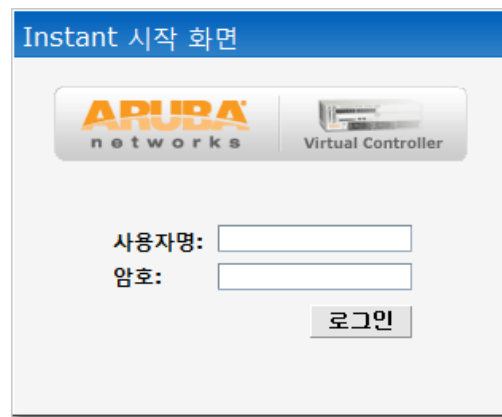 Instant 시작 화면
ARUBA
networks
Virtual Controller
사용자명:
암호:
로그인